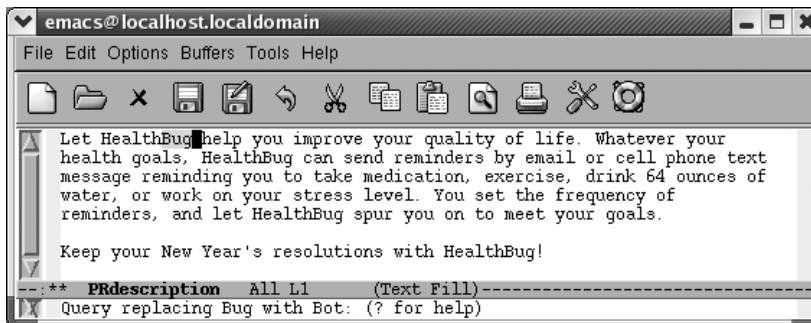 emacs@localhost.localdomain
File Edit Options Buffers Tools Help
Let HealthBug help you improve your quality of life. Whatever your
health goals, HealthBug can send reminders by email or cell phone text
message reminding you to take medication, exercise, drink 64 ounces of
water, or work on your stress level. You set the frequency of
reminders, and let HealthBug spur you on to meet your goals.
Keep your New Year's resolutions with HealthBug!
--:** PRdescription All L1 (Text Fill)----------------------------------
Query replacing Bug with Bot: (? for help)